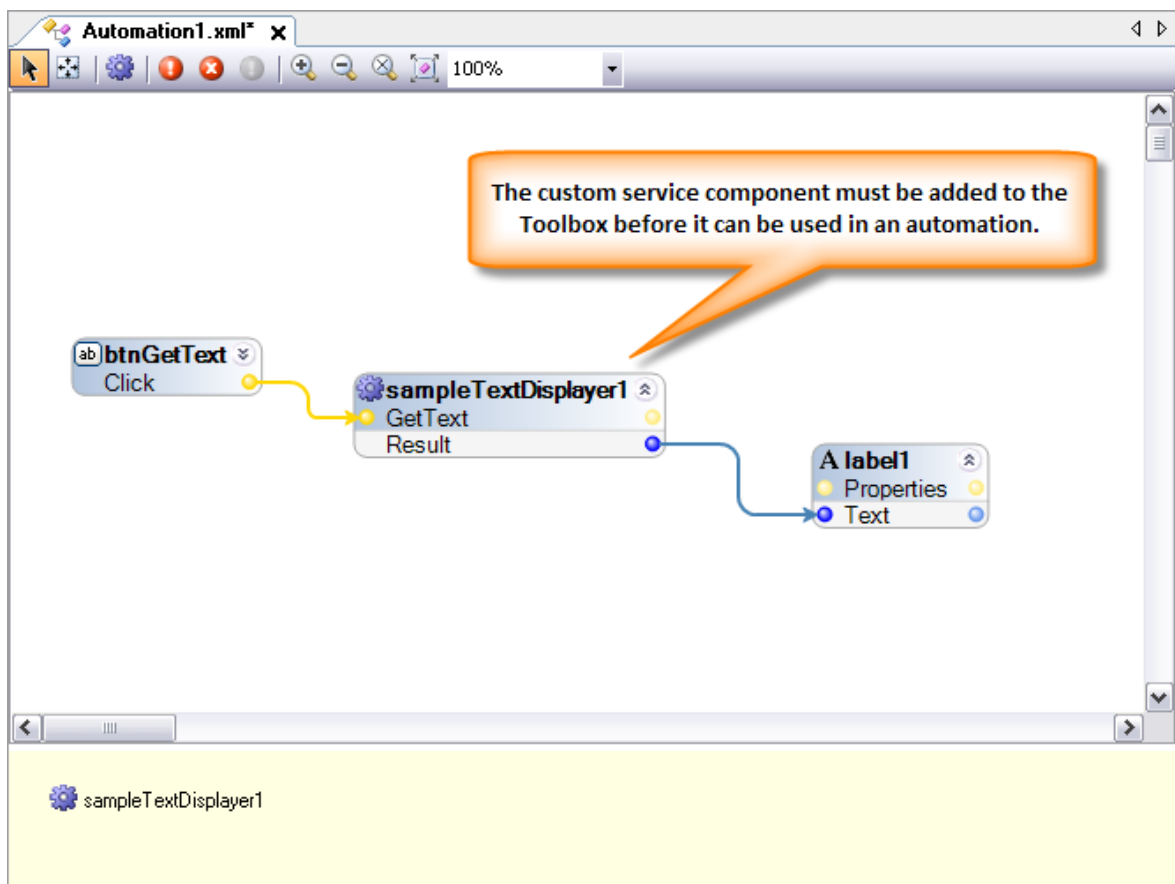 Automation1.xml*
100%
The custom service component must be added to the
Toolbox before it can be used in an automation.
ab btnGetText
Click
sampleTextDisplayer1
GetText
Result
A label1
Properties
Text
sampleTextDisplayer1